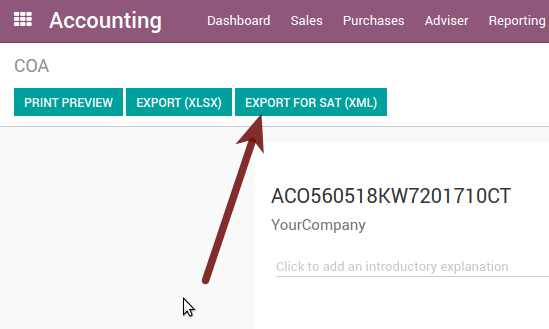 Accounting Dashboard Sales Purchases Adviser Reporting
COA
PRINT PREVIEW EXPORT (XLSX) EXPORT FOR SAT (XML)
ACO560518KW7201710CT
YourCompany
Click to add an introductory explanation